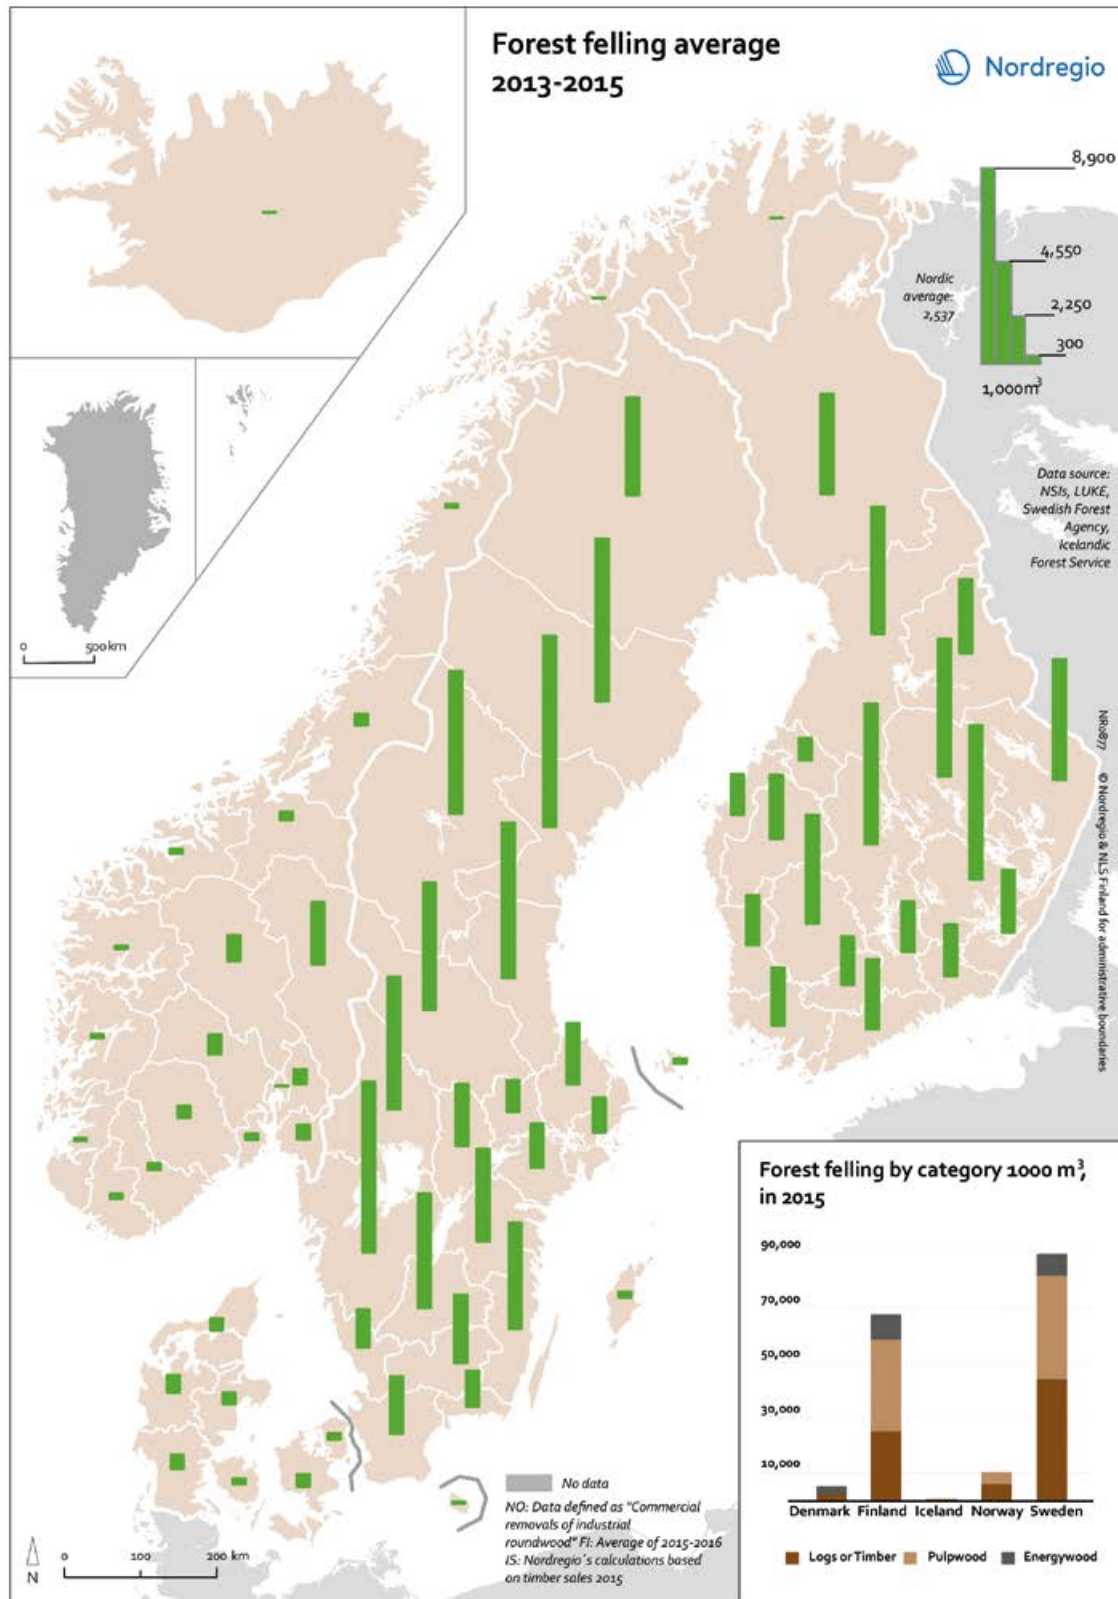 Forest felling average
2013-2015
Nordregio
8,900
4,550
2,250
300
Nordic
average:
2,537
1,000m³
Data source:
NSIs, LUKE,
Swedish Forest
Agency,
Icelandic
Forest Service
0 500km
NR0877 © Nordregio & NLS Finland for administrative boundaries
No data
NO: Data defined as "Commercial
removals of industrial
roundwood" FI: Average of 2015-2016
IS: Nordregio´s calculations based
on timber sales 2015
N
0 100 200 km
Forest felling by category 1000 m³,
in 2015
90,000
70,000
50,000
30,000
10,000
Denmark Finland Iceland Norway Sweden
Logs or Timber Pulpwood Energywood